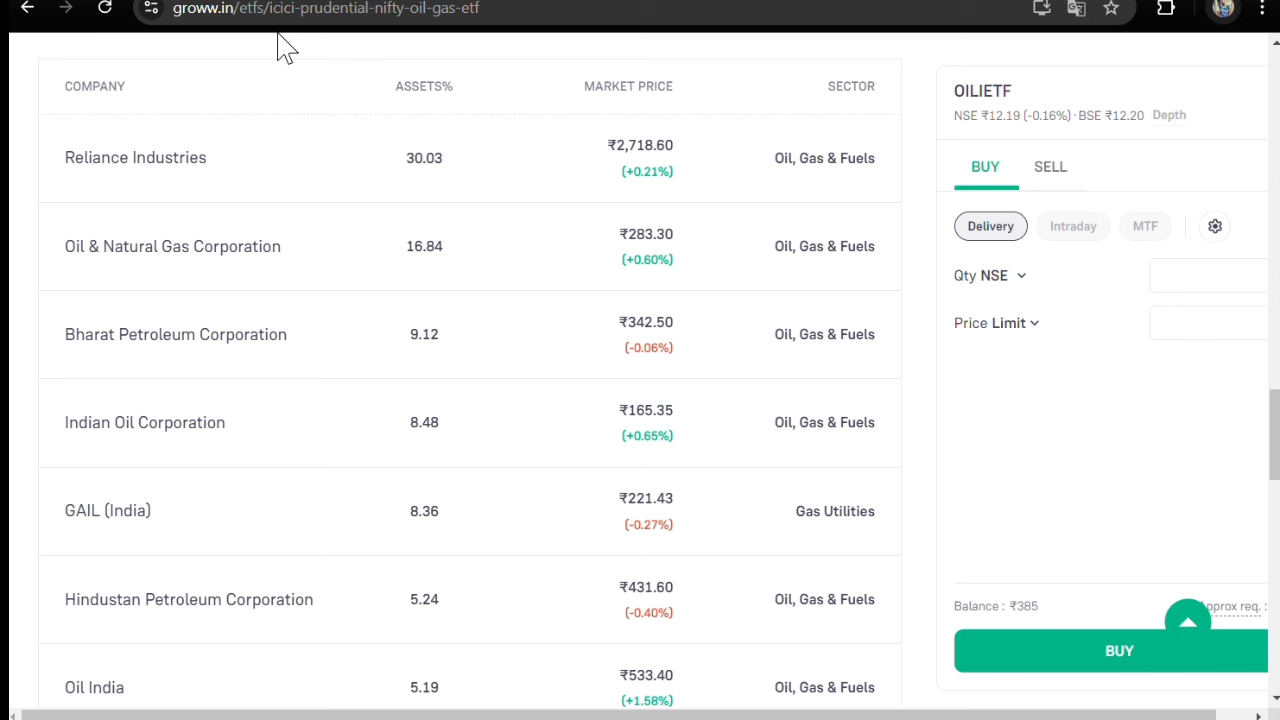 groww.in/etfs/icici-prudential-nifty-oil-gas-etf
COMPANY ASSETS% MARKET PRICE SECTOR
Reliance Industries 30.03 ₹2,718.60 (+0.21%) Oil, Gas & Fuels
Oil & Natural Gas Corporation 16.84 ₹283.30 (+0.60%) Oil, Gas & Fuels
Bharat Petroleum Corporation 9.12 ₹342.50 (-0.06%) Oil, Gas & Fuels
Indian Oil Corporation 8.48 ₹165.35 (+0.65%) Oil, Gas & Fuels
GAIL (India) 8.36 ₹221.43 (-0.27%) Gas Utilities
Hindustan Petroleum Corporation 5.24 ₹431.60 (-0.40%) Oil, Gas & Fuels
Oil India 5.19 ₹533.40 (+1.58%) Oil, Gas & Fuels
OILIETF
NSE ₹12.19 (-0.16%) · BSE ₹12.20 Depth
BUY SELL
Delivery Intraday MTF
Qty NSE
Price Limit
Balance : ₹385 req. :
BUY